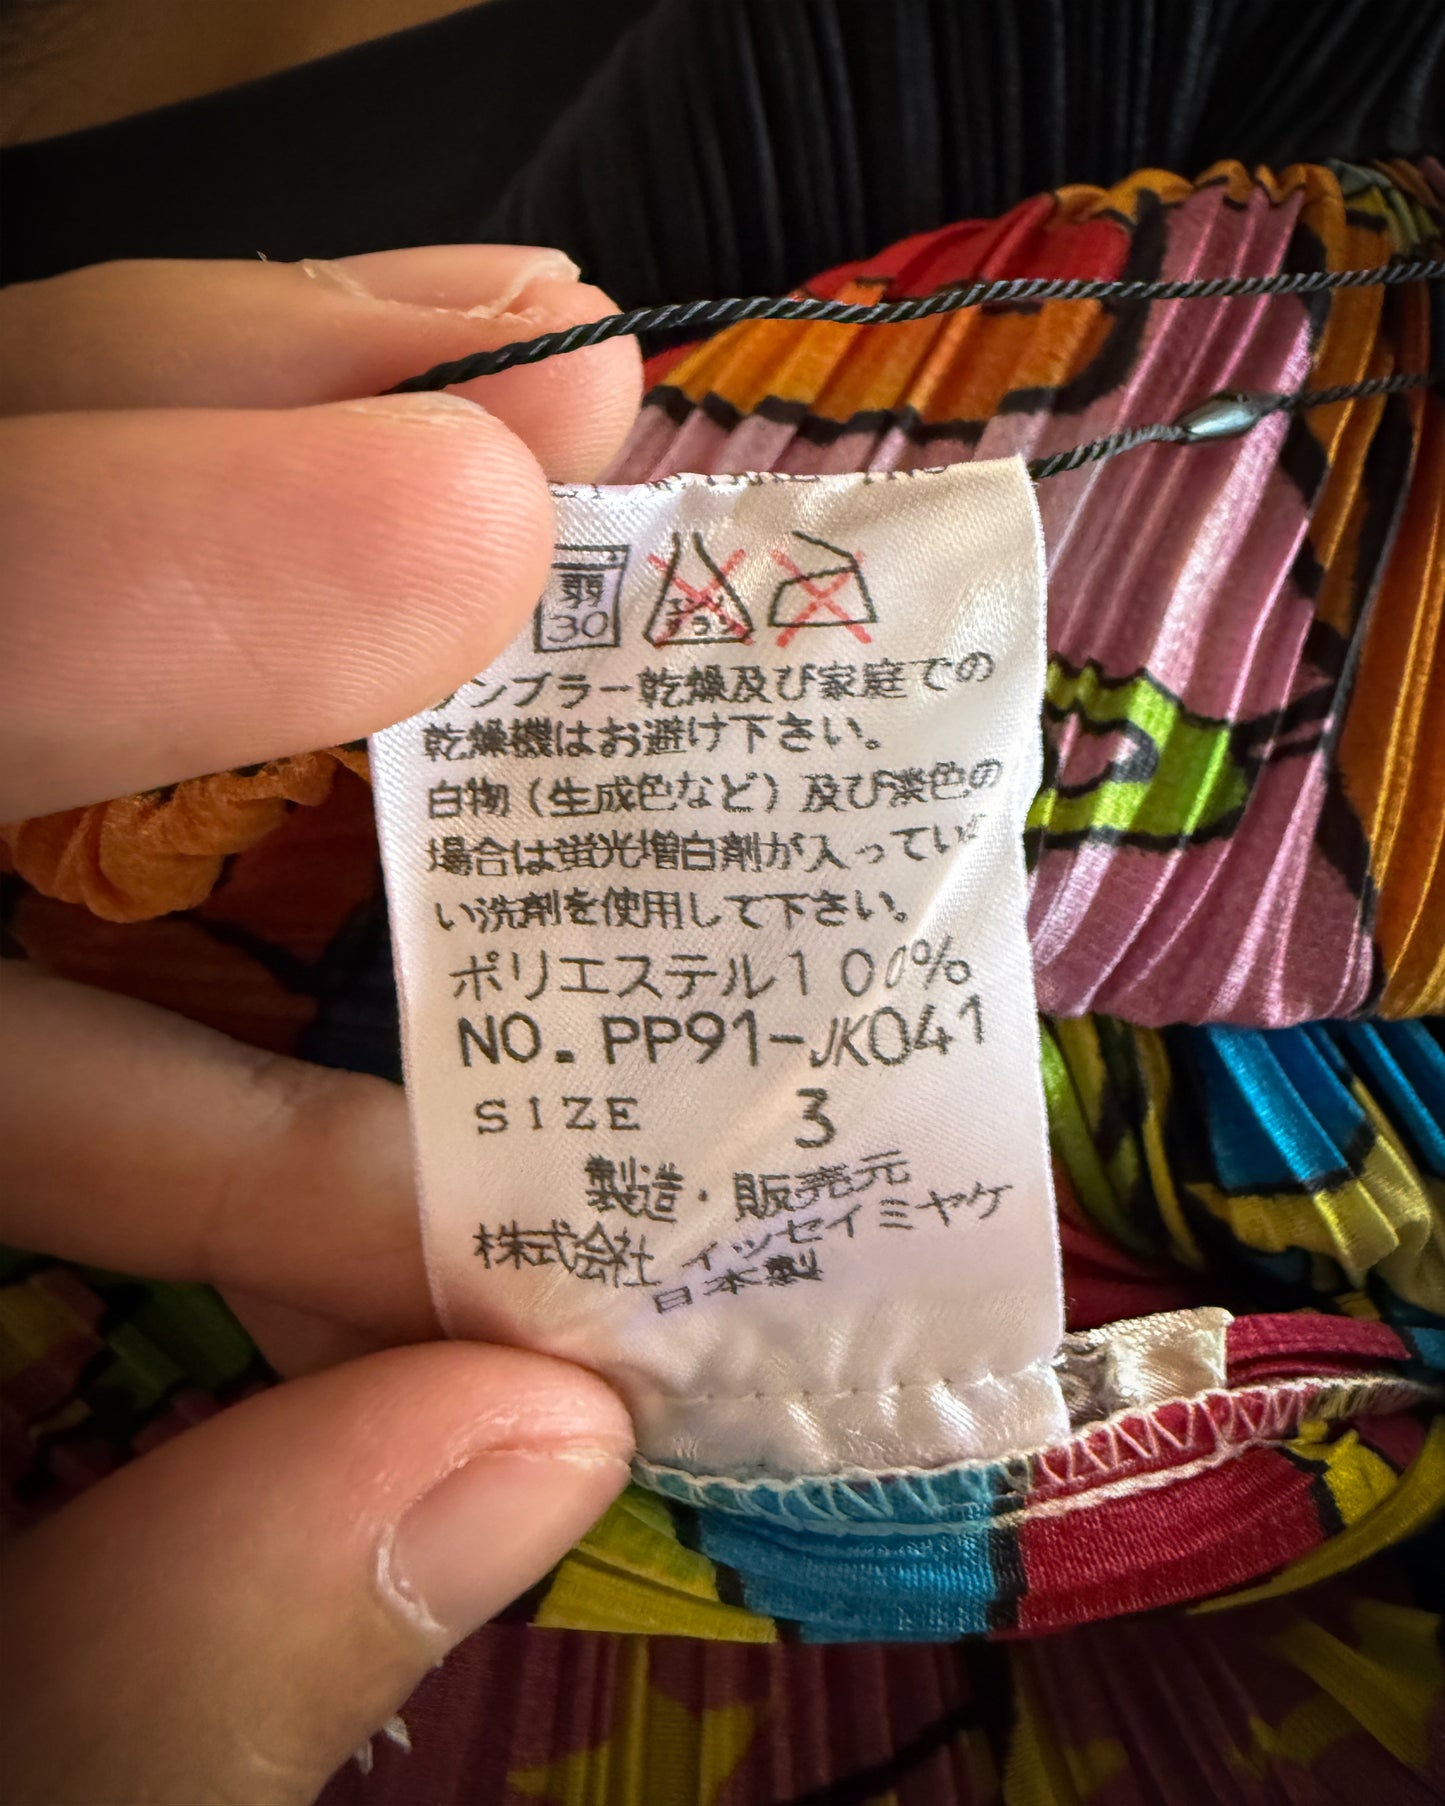 弱
30
エンソ
サラシ
タンブラー乾燥及び家庭での
乾燥機はお避け下さい。
白物（生成色など）及び淡色の
場合は蛍光増白剤が入ってい
い洗剤を使用して下さい。
ポリエステル100%
NO. PP91-JK041
SIZE 3
製造・販売元
株式会社 イッセイミヤケ
日本製